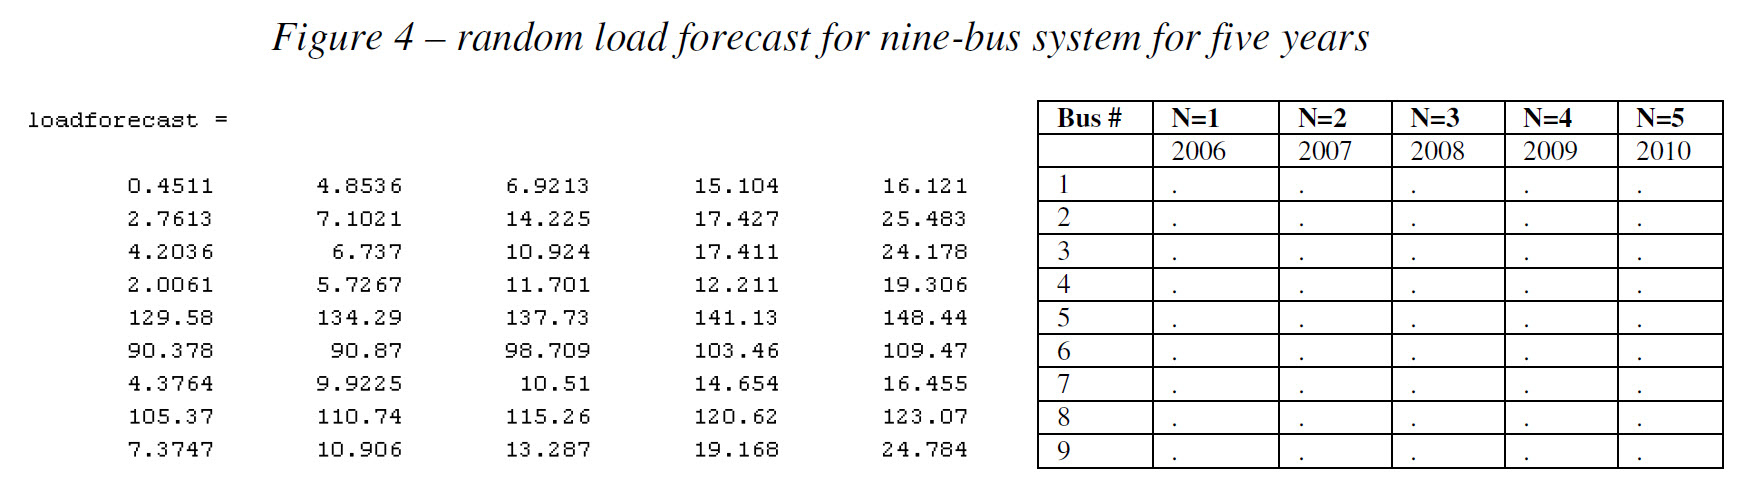 Figure 4 – random load forecast for nine-bus system for five years
loadforecast =
0.4511 4.8536 6.9213 15.104 16.121
2.7613 7.1021 14.225 17.427 25.483
4.2036 6.737 10.924 17.411 24.178
2.0061 5.7267 11.701 12.211 19.306
129.58 134.29 137.73 141.13 148.44
90.378 90.87 98.709 103.46 109.47
4.3764 9.9225 10.51 14.654 16.455
105.37 110.74 115.26 120.62 123.07
7.3747 10.906 13.287 19.168 24.784
Bus # N=1 N=2 N=3 N=4 N=5
2006 2007 2008 2009 2010
1 . . . . .
2 . . . . .
3 . . . . .
4 . . . . .
5 . . . . .
6 . . . . .
7 . . . . .
8 . . . . .
9 . . . . .